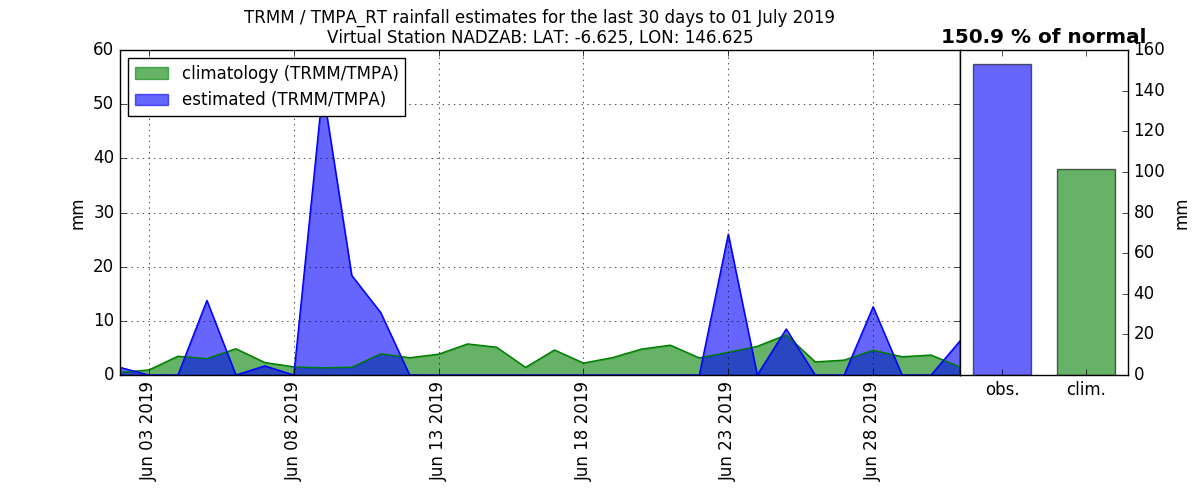 TRMM / TMPA_RT rainfall estimates for the last 30 days to 01 July 2019
Virtual Station NADZAB: LAT: -6.625, LON: 146.625
150.9 % of normal
climatology (TRMM/TMPA)
estimated (TRMM/TMPA)
60
50
40
30
20
10
0
mm
Jun 03 2019
Jun 08 2019
Jun 13 2019
Jun 18 2019
Jun 23 2019
Jun 28 2019
160
140
120
100
80
60
40
20
0
mm
obs.
clim.